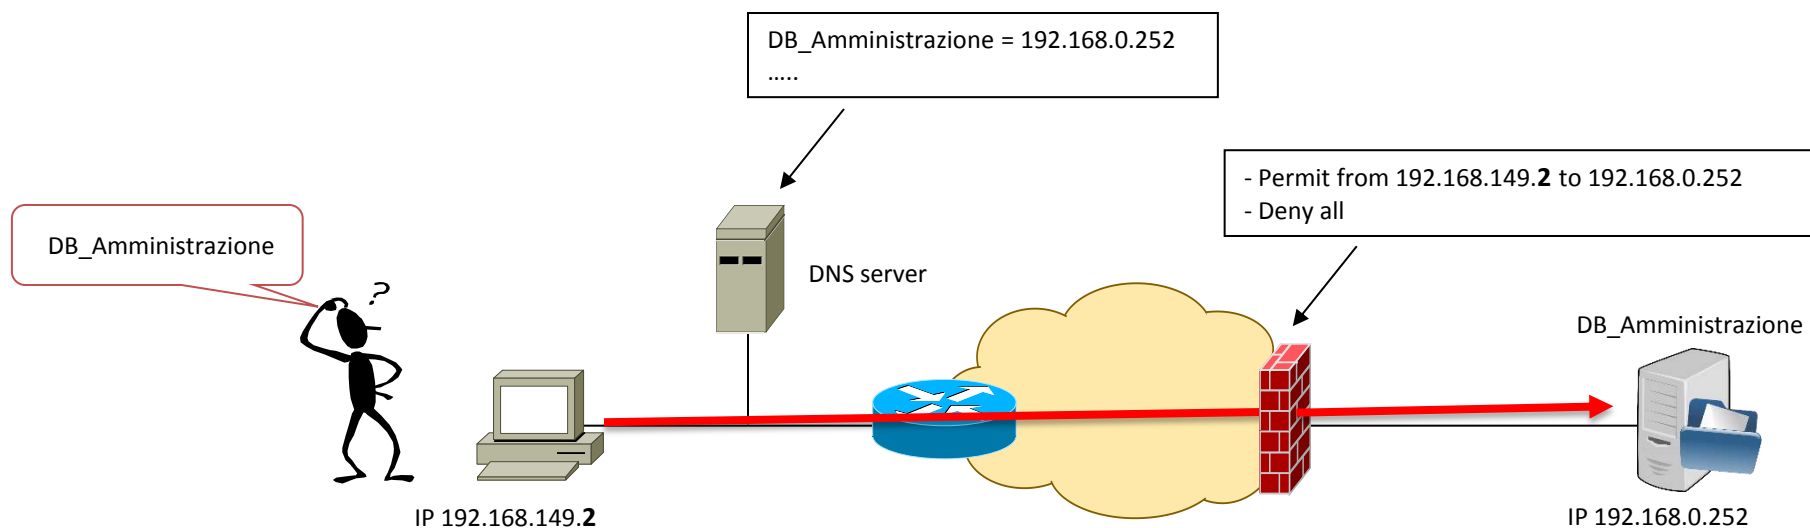 DB_Amministrazione = 192.168.0.252
…..
- Permit from 192.168.149.2 to 192.168.0.252
- Deny all
DB_Amministrazione
?
DNS server
DB_Amministrazione
IP 192.168.149.2
IP 192.168.0.252